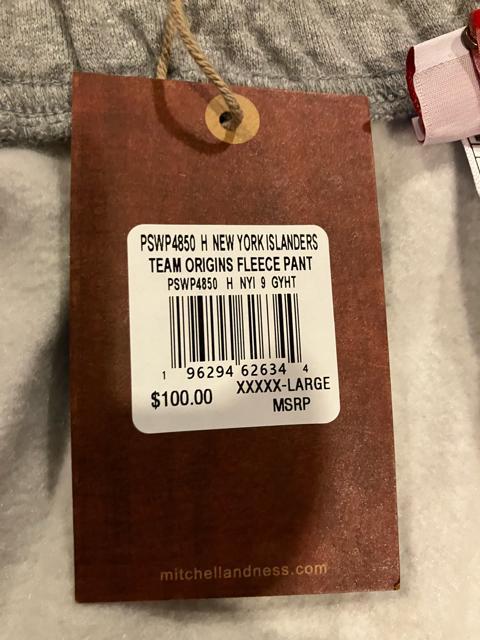 PSWP4850 H NEW YORK ISLANDERS
TEAM ORIGINS FLEECE PANT
PSWP4850 H NYI 9 GYHT
1 96294 62634 4
$100.00 XXXXX-LARGE
MSRP
mitchellandness.com